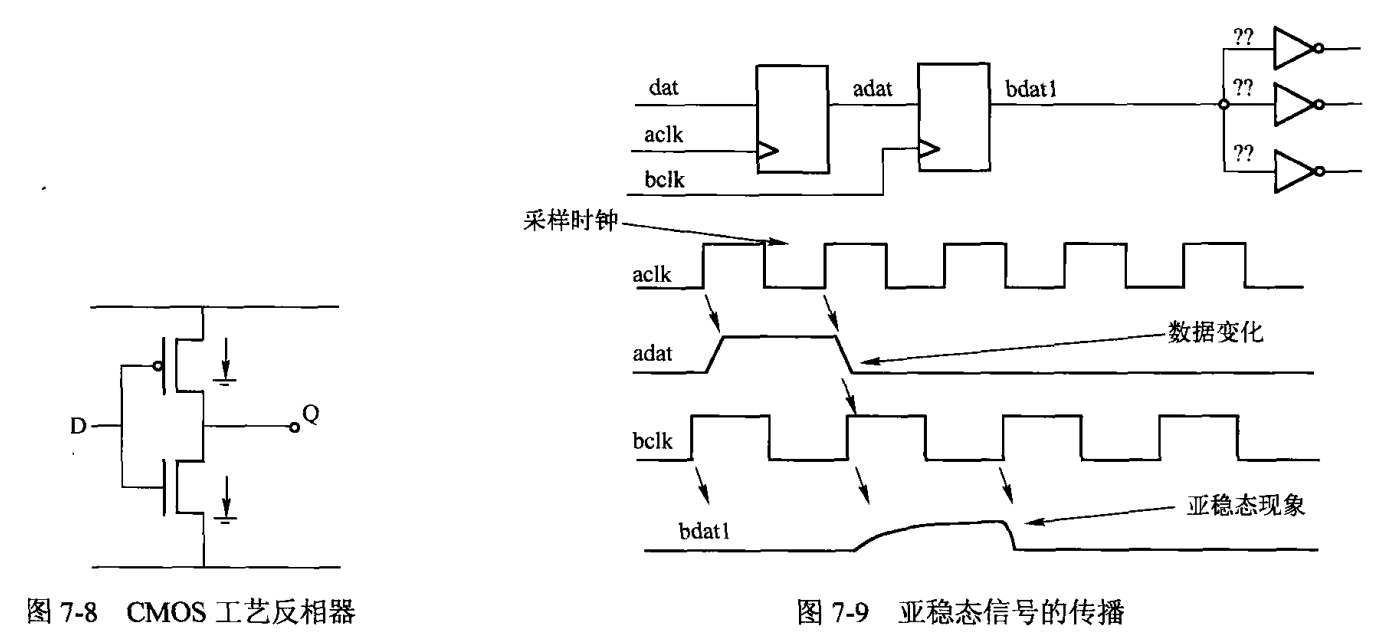 ??
dat
adat
bdat1
??
aclk
??
bclk
采样时钟
aclk
数据变化
adat
D
Q
bclk
亚稳态现象
bdat1
图 7-8 CMOS 工艺反相器
图 7-9 亚稳态信号的传播